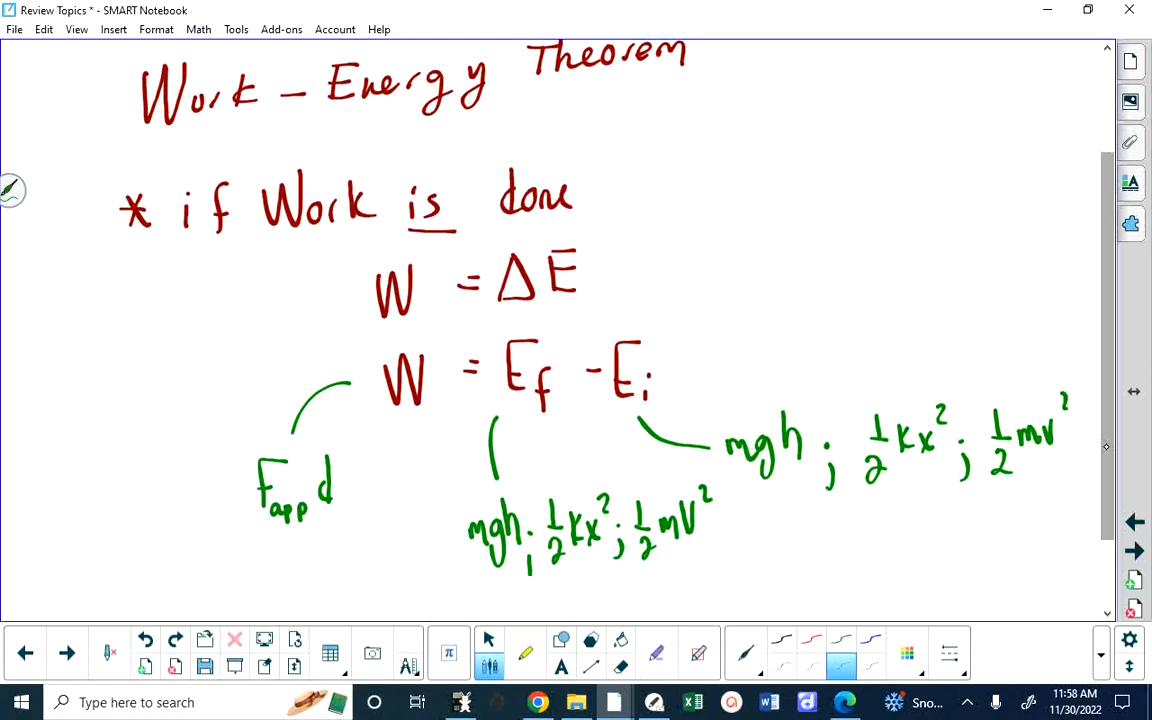 Review Topics * - SMART Notebook
File Edit View Insert Format Math Tools Add-ons Account Help
Work - Energy Theorem
* if Work is done
W = ΔE
W = Ef - Ei
mgh ; 1/2 kx² ; 1/2 mv²
Fapp d
mgh ; 1/2 kx² ; 1/2 mv²
π
A
Type here to search
Sno...
11:58 AM
11/30/2022